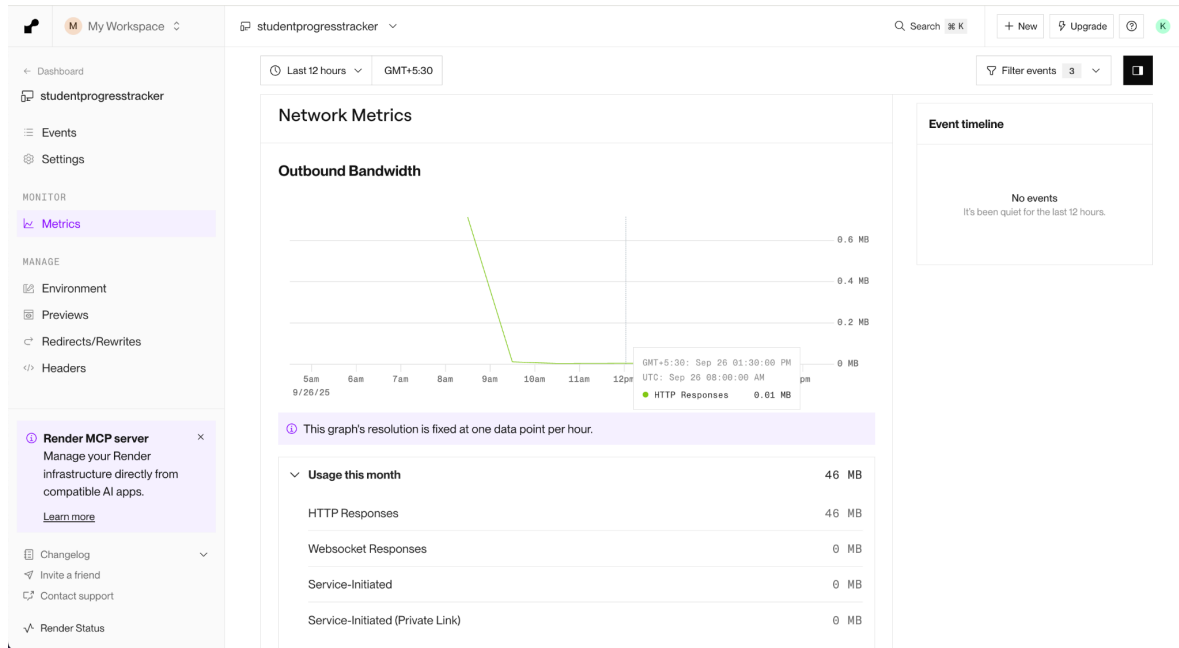 M My Workspace
studentprogresstracker
Search ⌘ K
+ New
Upgrade
K
← Dashboard
studentprogresstracker
Events
Settings
MONITOR
Metrics
MANAGE
Environment
Previews
Redirects/Rewrites
Headers
Render MCP server
Manage your Render
infrastructure directly from
compatible AI apps.
Learn more
Changelog
Invite a friend
Contact support
Render Status
Last 12 hours
GMT+5:30
Filter events 3
Network Metrics
Outbound Bandwidth
0.6 MB
0.4 MB
0.2 MB
0 MB
5am 6am 7am 8am 9am 10am 11am 12pm pm
9/26/25
GMT+5:30: Sep 26 01:30:00 PM
UTC: Sep 26 08:00:00 AM
HTTP Responses 0.01 MB
This graph's resolution is fixed at one data point per hour.
Usage this month 46 MB
HTTP Responses 46 MB
Websocket Responses 0 MB
Service-Initiated 0 MB
Service-Initiated (Private Link) 0 MB
Event timeline
No events
It's been quiet for the last 12 hours.